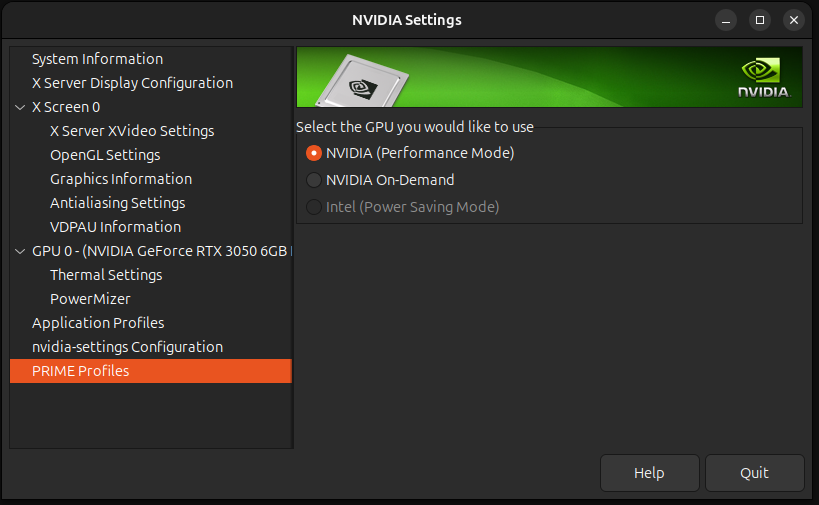 NVIDIA Settings
System Information
X Server Display Configuration
X Screen 0
X Server XVideo Settings
OpenGL Settings
Graphics Information
Antialiasing Settings
VDPAU Information
GPU 0 - (NVIDIA GeForce RTX 3050 6GB
Thermal Settings
PowerMizer
Application Profiles
nvidia-settings Configuration
PRIME Profiles
NVIDIA
Select the GPU you would like to use
NVIDIA (Performance Mode)
NVIDIA On-Demand
Intel (Power Saving Mode)
Help
Quit